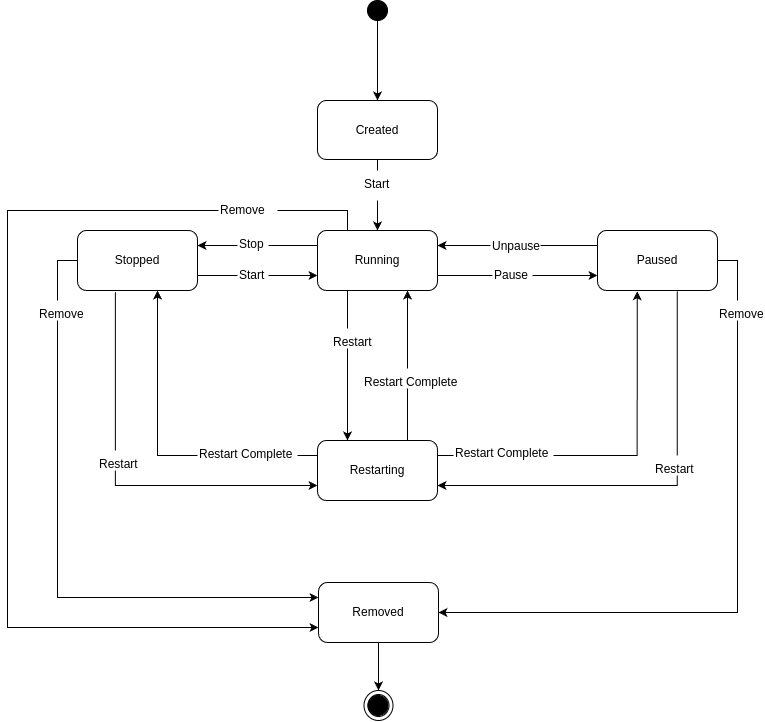 Created
Start
Remove
Stopped
Stop
Start
Running
Unpause
Pause
Paused
Remove
Remove
Restart
Restart Complete
Restart
Restart Complete
Restarting
Restart Complete
Restart
Removed